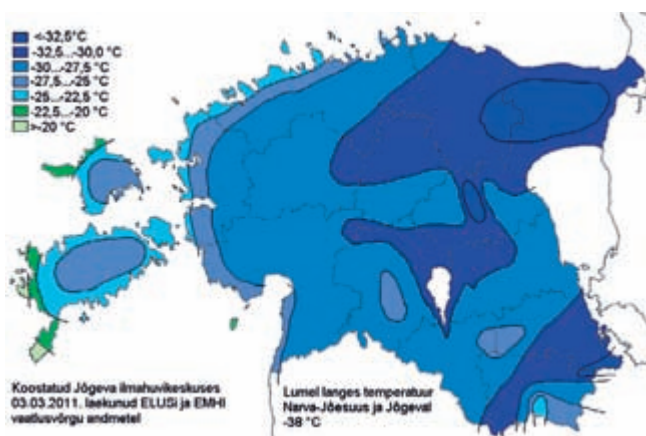 <-32,5°C
-32,5...-30,0 °C
-30...-27,5 °C
-27,5...-25 °C
-25...-22,5 °C
-22,5...-20 °C
>-20 °C
Koostatud Jõgeva ilmahuvikeskuses
03.03.2011. laekunud ELUSi ja EMHI
vaatlusvõrgu andmetel
Lumel langes temperatuur
Narva-Jõesuus ja Jõgeval
-38 °C